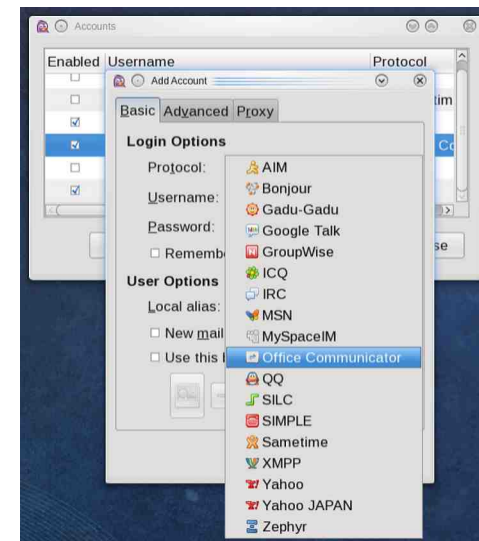 Accounts
Enabled Username Protocol
Add Account
tim
Basic Advanced Proxy
Co
Login Options
Protocol:
AIM
Bonjour
Username:
Gadu-Gadu
Password:
Google Talk
se
Rememb
GroupWise
ICQ
User Options
IRC
Local alias:
MSN
New mail
MySpaceIM
Use this
Office Communicator
QQ
SILC
SIMPLE
Sametime
XMPP
Yahoo
Yahoo JAPAN
Zephyr